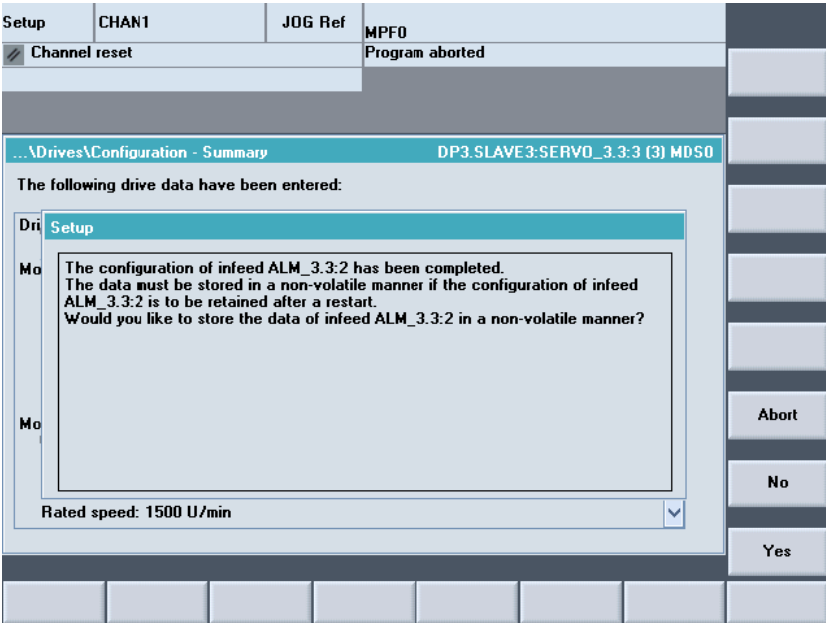 Setup CHAN1 JOG Ref MPF0
Channel reset Program aborted
...\Drives\Configuration - Summary DP3.SLAVE3:SERVO_3.3:3 (3) MDS0
The following drive data have been entered:
Dri
Setup
Mo
The configuration of infeed ALM_3.3:2 has been completed.
The data must be stored in a non-volatile manner if the configuration of infeed
ALM_3.3:2 is to be retained after a restart.
Would you like to store the data of infeed ALM_3.3:2 in a non-volatile manner?
Mo
Rated speed: 1500 U/min
Abort
No
Yes